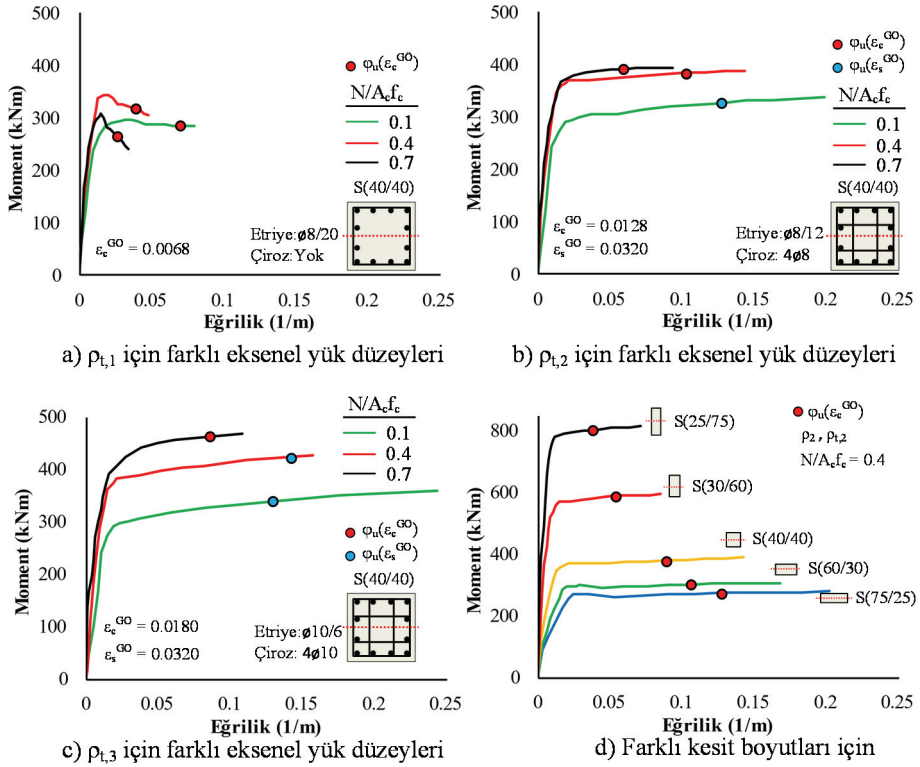 500
400
300
200
100
0
Moment (kNm)
φu(εcᴳᴼ)
N/Acfc
0.1
0.4
0.7
S(40/40)
Etriye:ø8/20
Çiroz:Yok
εcᴳᴼ = 0.0068
0 0.05 0.1 0.15 0.2 0.25
Eğrilik (1/m)
a) ρt,1 için farklı eksenel yük düzeyleri
500
400
300
200
100
0
Moment (kNm)
φu(εcᴳᴼ)
φu(εsᴳᴼ)
N/Acfc
0.1
0.4
0.7
S(40/40)
εcᴳᴼ = 0.0128
εsᴳᴼ = 0.0320
Etriye:ø8/12
Çiroz: 4ø8
0 0.05 0.1 0.15 0.2 0.25
Eğrilik (1/m)
b) ρt,2 için farklı eksenel yük düzeyleri
500
400
300
200
100
0
Moment (kNm)
N/Acfc
0.1
0.4
0.7
φu(εcᴳᴼ)
φu(εsᴳᴼ)
S(40/40)
εcᴳᴼ = 0.0180
εsᴳᴼ = 0.0320
Etriye:ø10/6
Çiroz: 4ø10
0 0.05 0.1 0.15 0.2 0.25
Eğrilik (1/m)
c) ρt,3 için farklı eksenel yük düzeyleri
800
600
400
200
0
Moment (kNm)
φu(εcᴳᴼ)
ρ2 , ρt,2
N/Acfc = 0.4
S(25/75)
S(30/60)
S(40/40)
S(60/30)
S(75/25)
0 0.05 0.1 0.15 0.2 0.25
Eğrilik (1/m)
d) Farklı kesit boyutları için